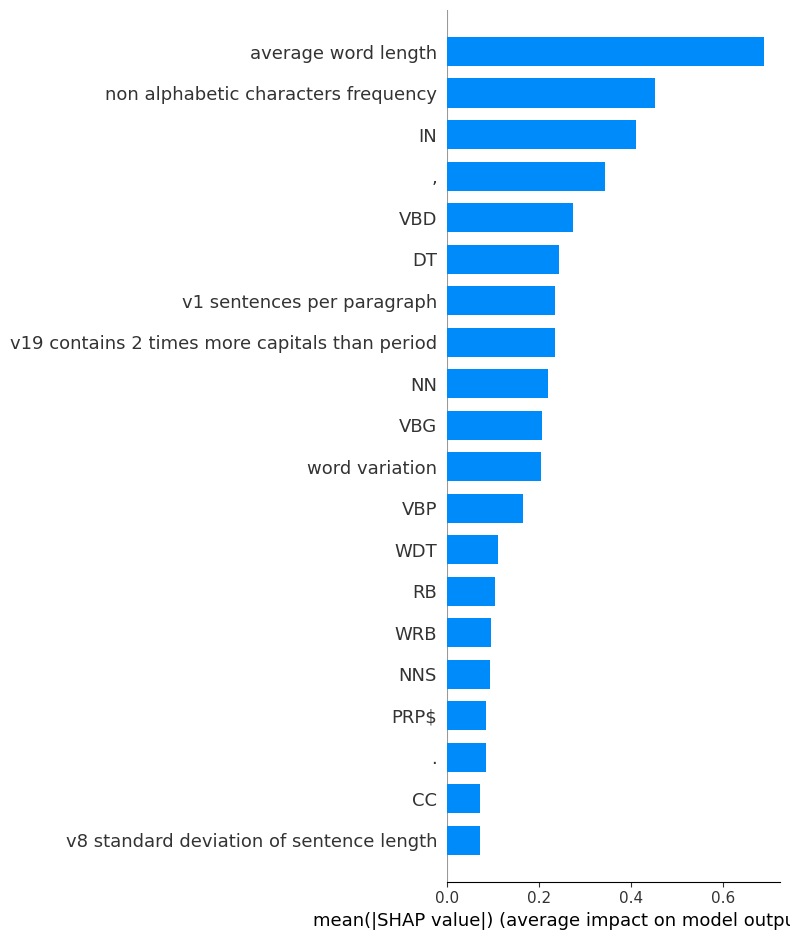 average word length
non alphabetic characters frequency
IN
,
VBD
DT
v1 sentences per paragraph
v19 contains 2 times more capitals than period
NN
VBG
word variation
VBP
WDT
RB
WRB
NNS
PRP$
.
CC
v8 standard deviation of sentence length
0.0 0.2 0.4 0.6
mean(|SHAP value|) (average impact on model outpu